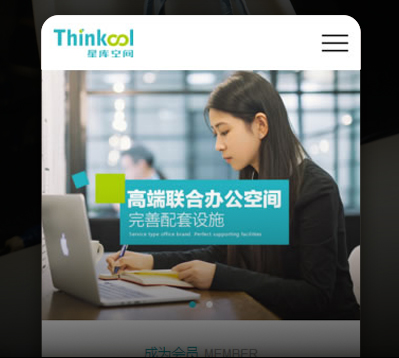 Thinkool
星库空间
高端联合办公空间
完善配套设施
Service type office brand. Perfect supporting facilities
成为会员 MEMBER